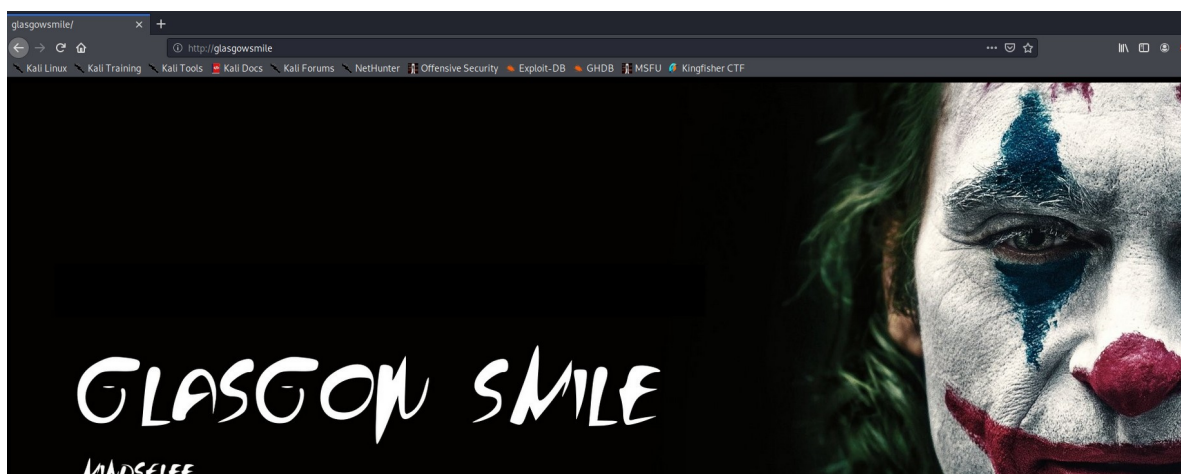 glasgowsmile/
http://glasgowsmile
Kali Linux Kali Training Kali Tools Kali Docs Kali Forums NetHunter Offensive Security Exploit-DB GHDB MSFU Kingfisher CTF
GLASGOW SMILE